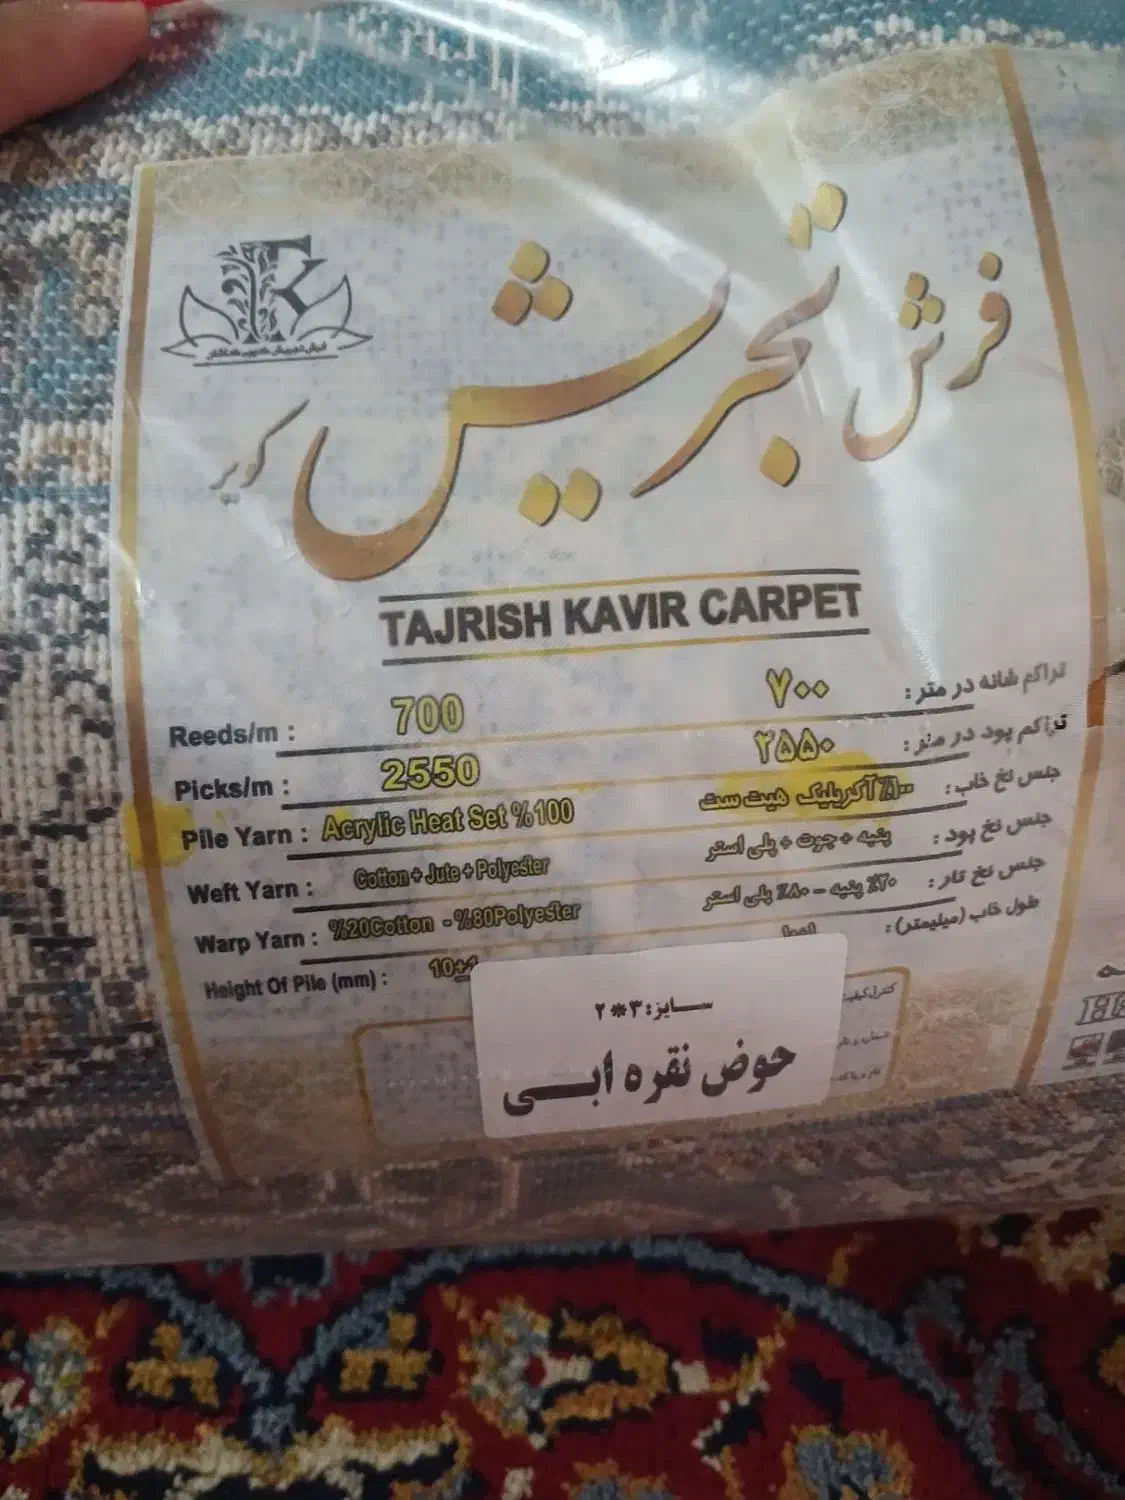 فرش تجریش کویر
TAJRISH KAVIR CARPET
Reeds/m : 700 ۷۰۰ تراکم شانه در متر :
Picks/m : 2550 ۲۵۵۰ تراکم پود در متر :
Pile Yarn : Acrylic Heat Set %100 ۱۰۰٪ آکریلیک هیت ست جنس نخ خاب :
Weft Yarn : Cotton + Jute + Polyester پنبه + جوت + پلی استر جنس نخ پود :
Warp Yarn : %20Cotton - %80Polyester ۲۰٪ پنبه - ۸۰٪ پلی استر جنس نخ تار :
Height Of Pile (mm) : 10±1 طول خاب (میلیمتر) :
سایز: ۳*۲
حوض نقره ابی